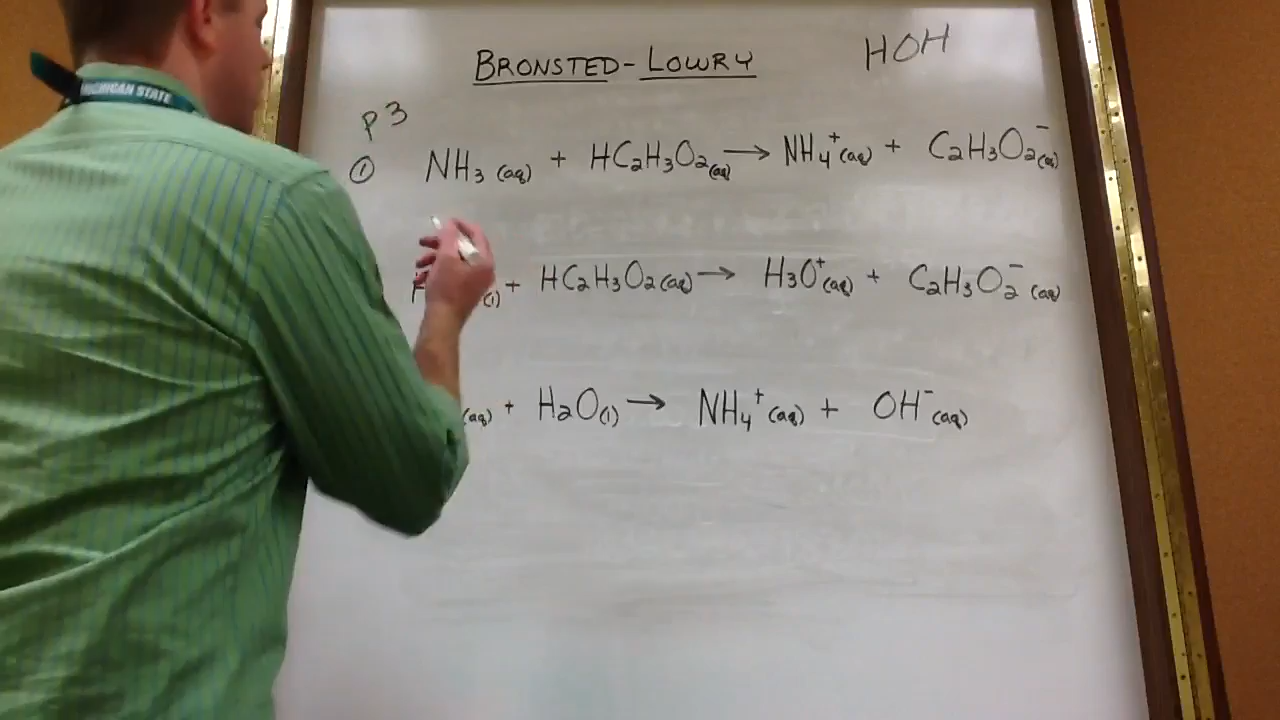 BRONSTED-LOWRY HOH
P3
① NH₃ (aq) + HC₂H₃O₂(aq) → NH₄⁺(aq) + C₂H₃O₂⁻(aq)
(l) + HC₂H₃O₂(aq) → H₃O⁺(aq) + C₂H₃O₂⁻(aq)
(aq) + H₂O(l) → NH₄⁺(aq) + OH⁻(aq)
MICHIGAN STATE